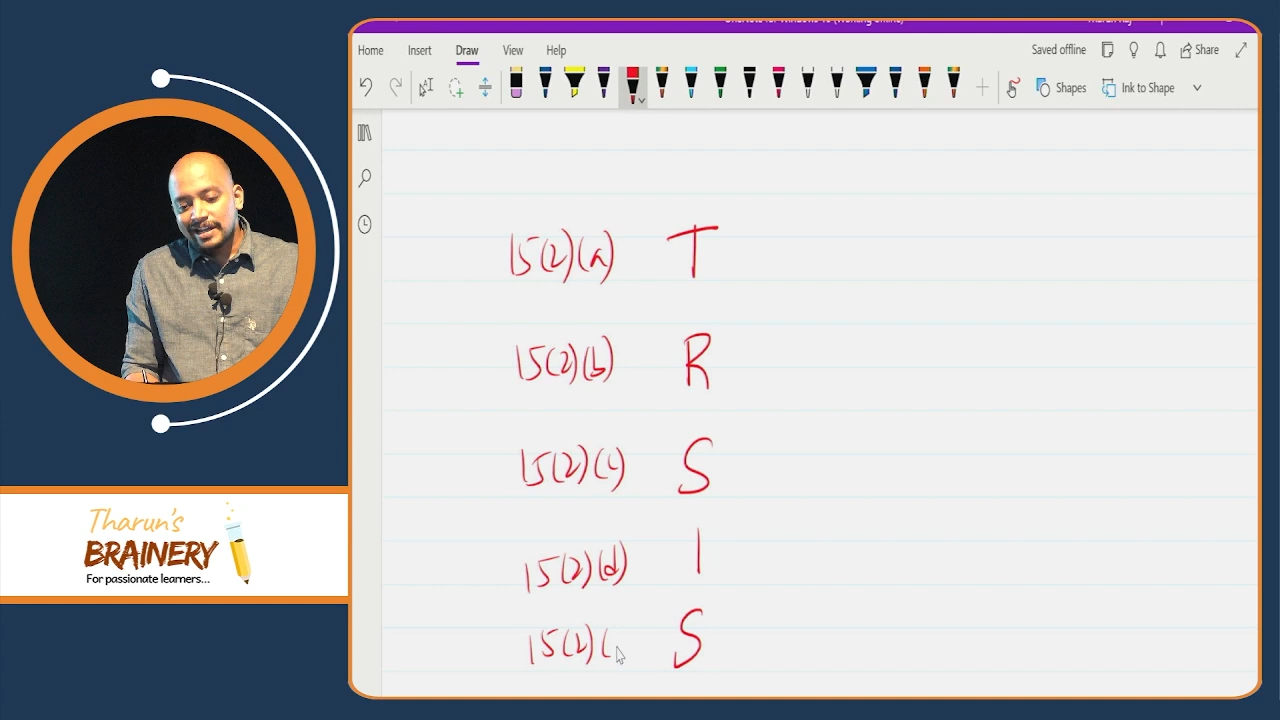 Home Insert Draw View Help Saved offline Share
Shapes Ink to Shape
15(2)(a) T
15(2)(b) R
15(2)(c) S
15(2)(d) I
15(2)( S
Tharun's
BRAINERY
For passionate learners...